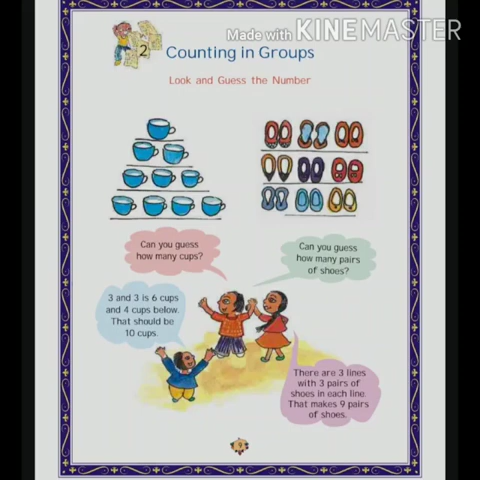 Made with KINEMASTER
2
Counting in Groups
Look and Guess the Number
Can you guess
how many cups?
Can you guess
how many pairs
of shoes?
3 and 3 is 6 cups
and 4 cups below.
That should be
10 cups.
There are 3 lines
with 3 pairs of
shoes in each line.
That makes 9 pairs
of shoes.
9